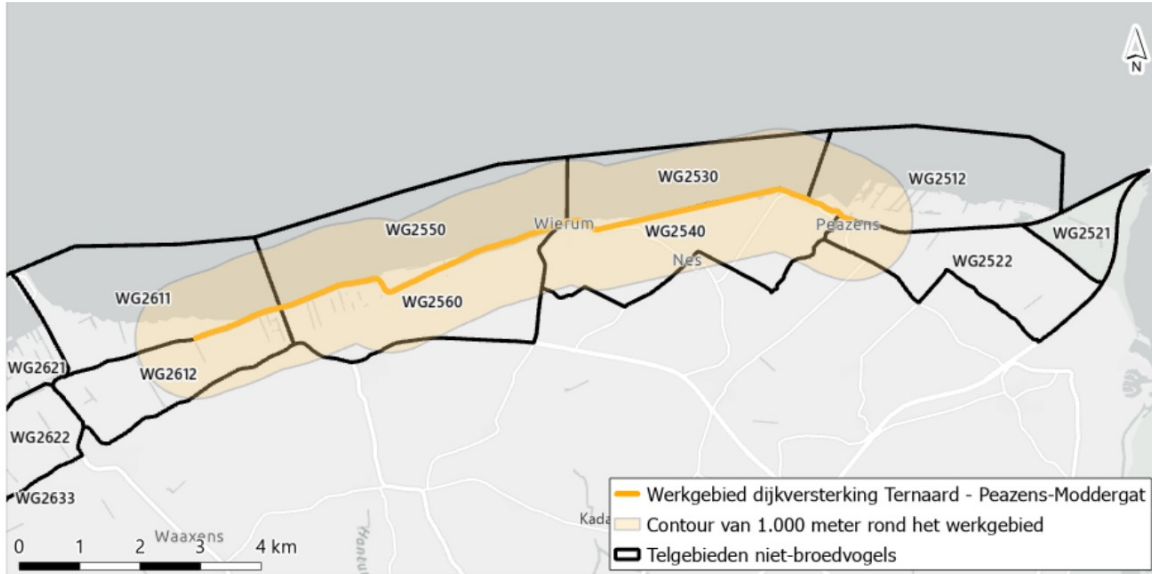 N
WG2530
WG2512
WG2550
Wierum
WG2540
Peazens
WG2521
Nes
WG2522
WG2611
WG2560
WG2621
WG2612
WG2622
WG2633
Werkgebied dijkversterking Ternaard - Peazens-Moddergat
Kada
Contour van 1.000 meter rond het werkgebied
Waaxens
Hantu
0 1 2 3 4 km
Telgebieden niet-broedvogels